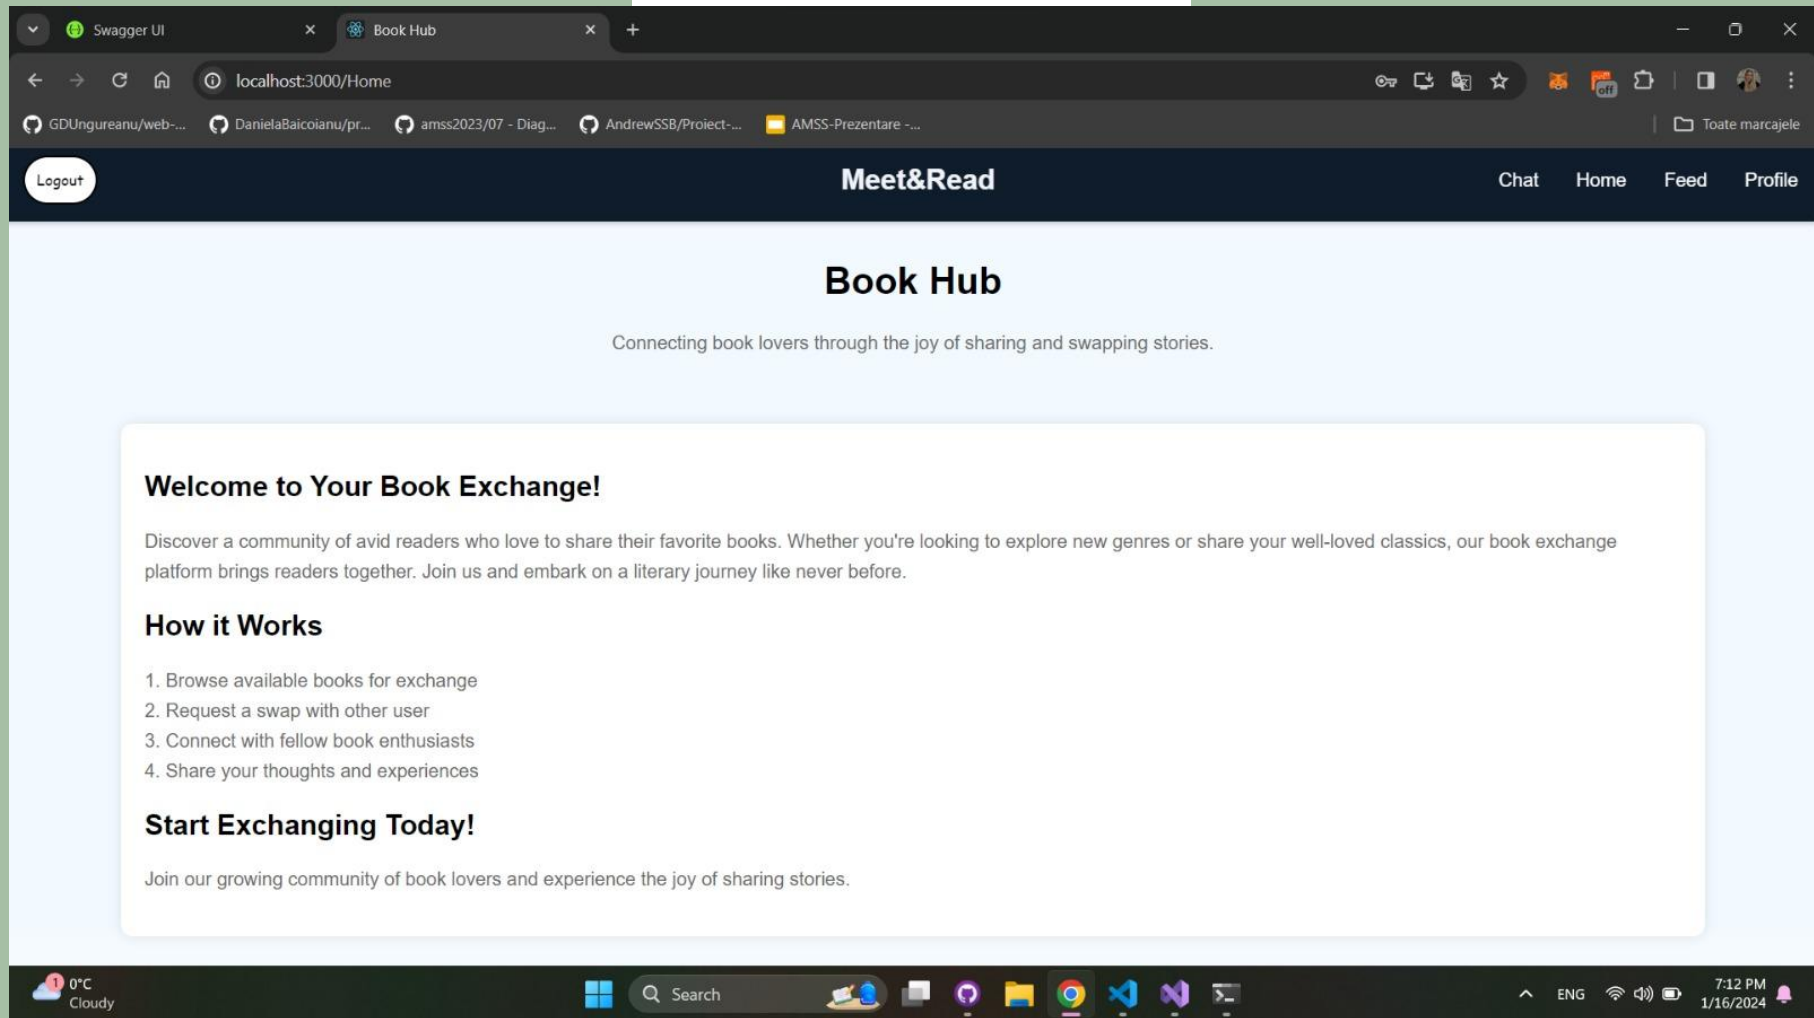 Swagger UI
Book Hub
localhost:3000/Home
off
GDUngureanu/web-...
DanielaBaicoianu/pr...
amss2023/07 - Diag...
AndrewSSB/Proiect-...
AMSS-Prezentare -...
Toate marcajele
Logout
Meet&Read
Chat Home Feed Profile
Book Hub
Connecting book lovers through the joy of sharing and swapping stories.
Welcome to Your Book Exchange!
Discover a community of avid readers who love to share their favorite books. Whether you're looking to explore new genres or share your well-loved classics, our book exchange
platform brings readers together. Join us and embark on a literary journey like never before.
How it Works
1. Browse available books for exchange
2. Request a swap with other user
3. Connect with fellow book enthusiasts
4. Share your thoughts and experiences
Start Exchanging Today!
Join our growing community of book lovers and experience the joy of sharing stories.
1
0°C
Cloudy
Search
ENG
7:12 PM
1/16/2024